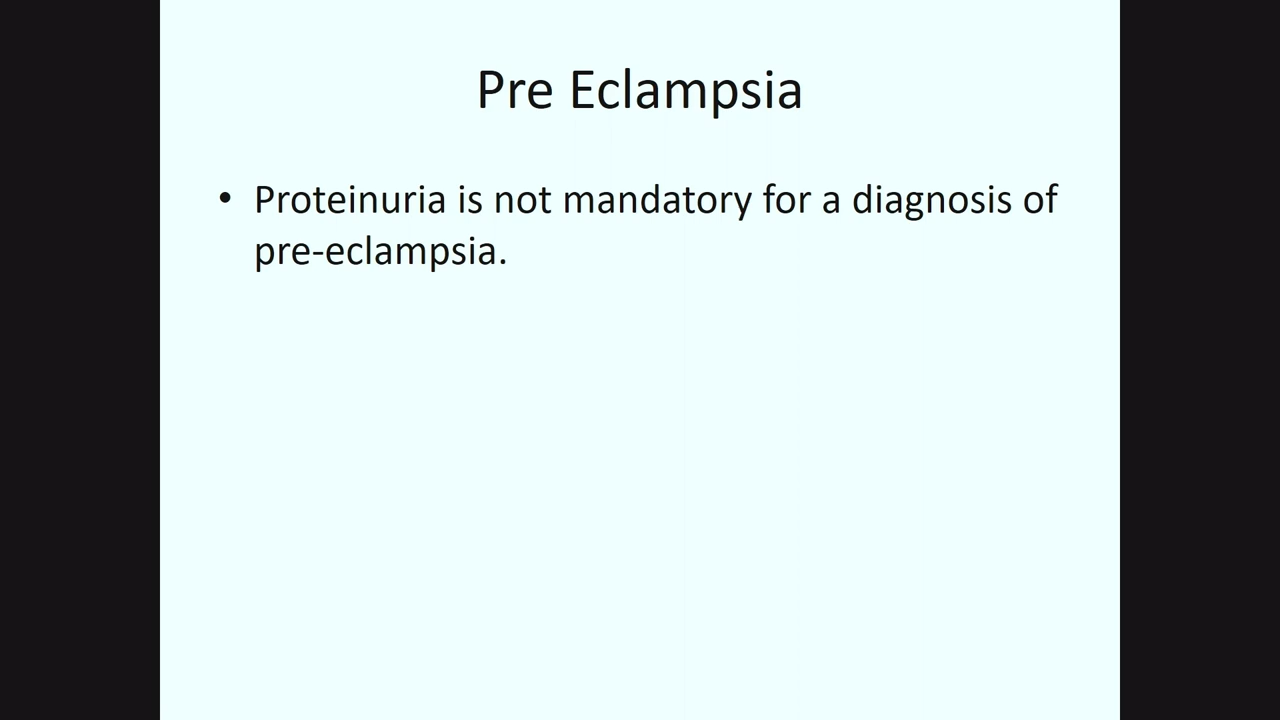 Pre Eclampsia
• Proteinuria is not mandatory for a diagnosis of
pre-eclampsia.